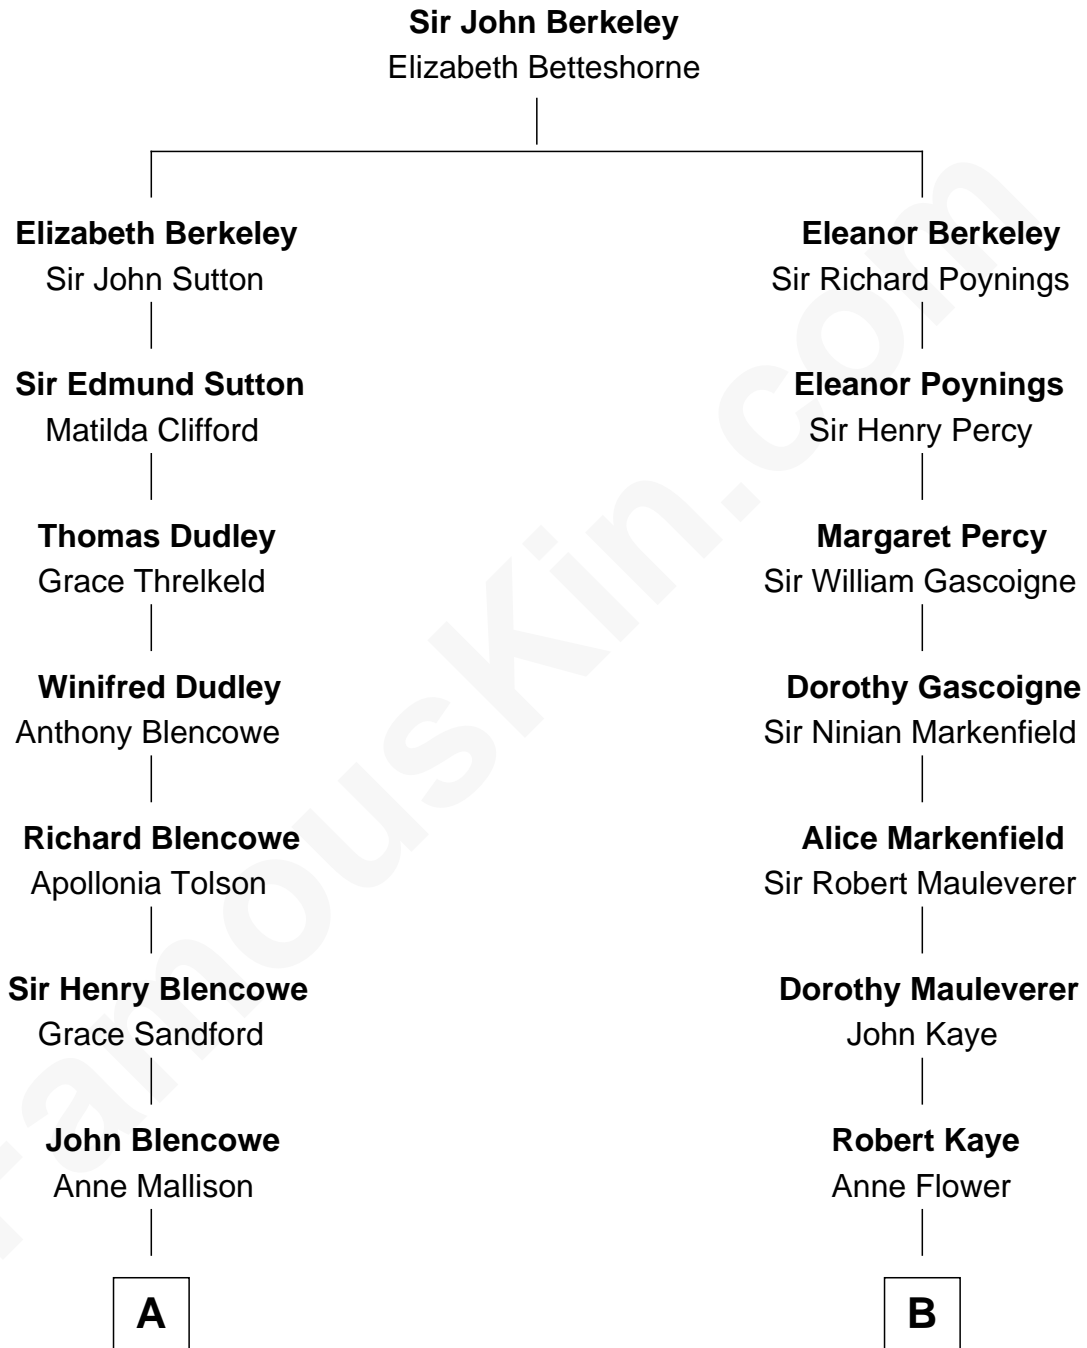 Sir John Berkeley
Elizabeth Betteshorne
Elizabeth Berkeley
Sir John Sutton
Eleanor Berkeley
Sir Richard Poynings
Sir Edmund Sutton
Matilda Clifford
Eleanor Poynings
Sir Henry Percy
Thomas Dudley
Grace Threlkeld
Margaret Percy
Sir William Gascoigne
Winifred Dudley
Anthony Blencowe
Dorothy Gascoigne
Sir Ninian Markenfield
Richard Blencowe
Apollonia Tolson
Alice Markenfield
Sir Robert Mauleverer
Sir Henry Blencowe
Grace Sandford
Dorothy Mauleverer
John Kaye
John Blencowe
Anne Mallison
Robert Kaye
Anne Flower
A
B
FamousKin.com